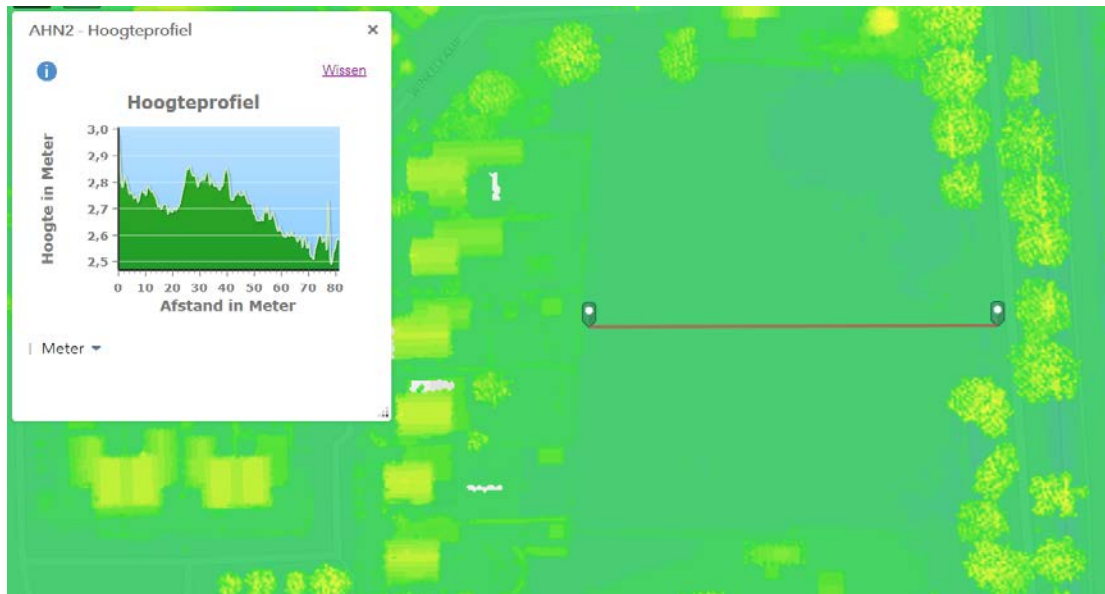 AHN2 - Hoogteprofiel
Wissen
Hoogteprofiel
Hoogte in Meter
3,0
2,9
2,8
2,7
2,6
2,5
0 10 20 30 40 50 60 70 80
Afstand in Meter
Meter